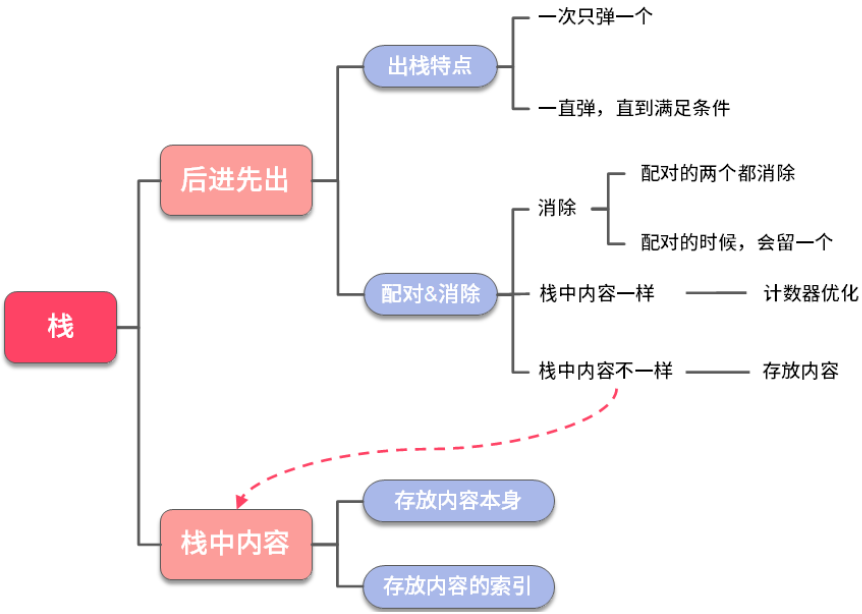 栈
后进先出
出栈特点
一次只弹一个
一直弹，直到满足条件
配对&消除
消除
配对的两个都消除
配对的时候，会留一个
栈中内容一样
计数器优化
栈中内容不一样
存放内容
栈中内容
存放内容本身
存放内容的索引